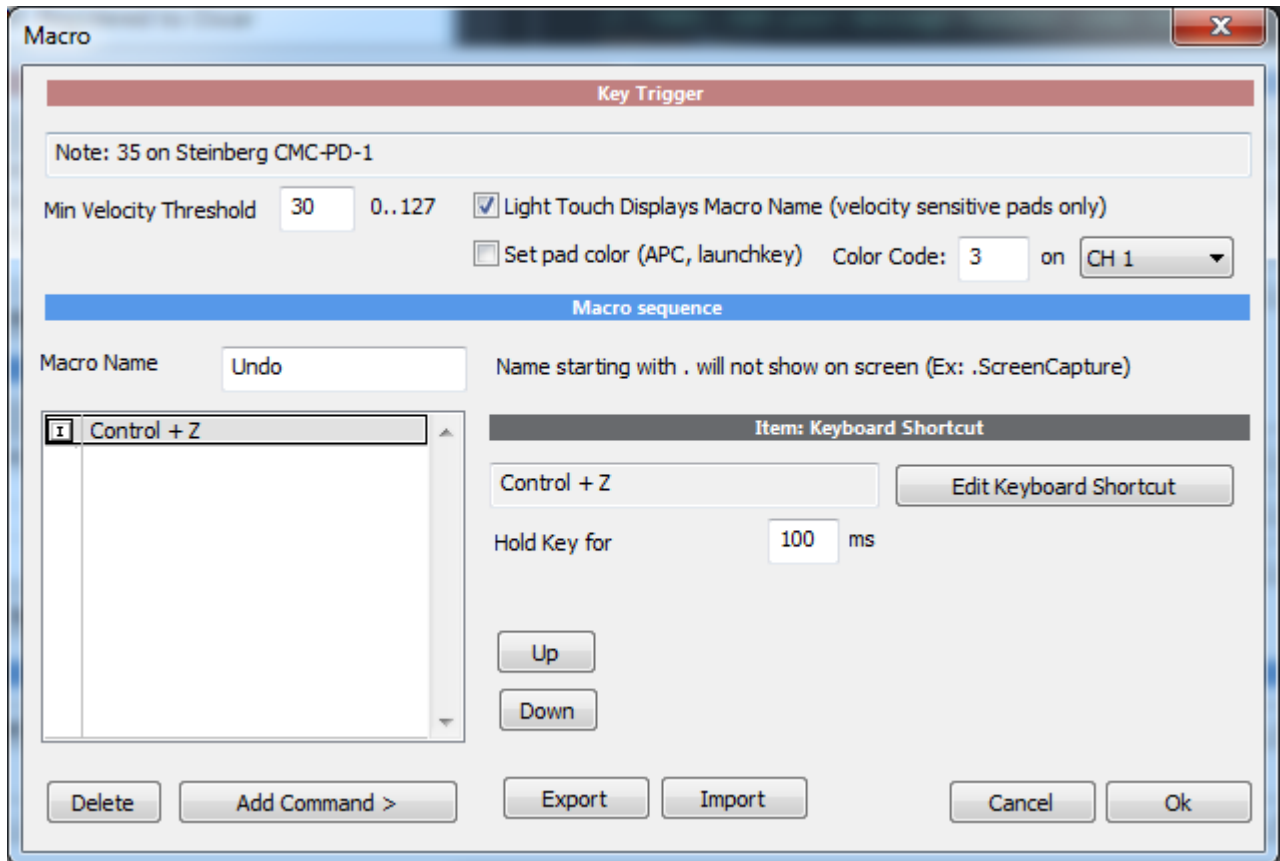 Macro
Key Trigger
Note: 35 on Steinberg CMC-PD-1
Min Velocity Threshold 30 0..127 Light Touch Displays Macro Name (velocity sensitive pads only)
Set pad color (APC, launchkey) Color Code: 3 on CH 1
Macro sequence
Macro Name Undo Name starting with . will not show on screen (Ex: .ScreenCapture)
I Control + Z
Item: Keyboard Shortcut
Control + Z Edit Keyboard Shortcut
Hold Key for 100 ms
Up
Down
Delete Add Command > Export Import Cancel Ok